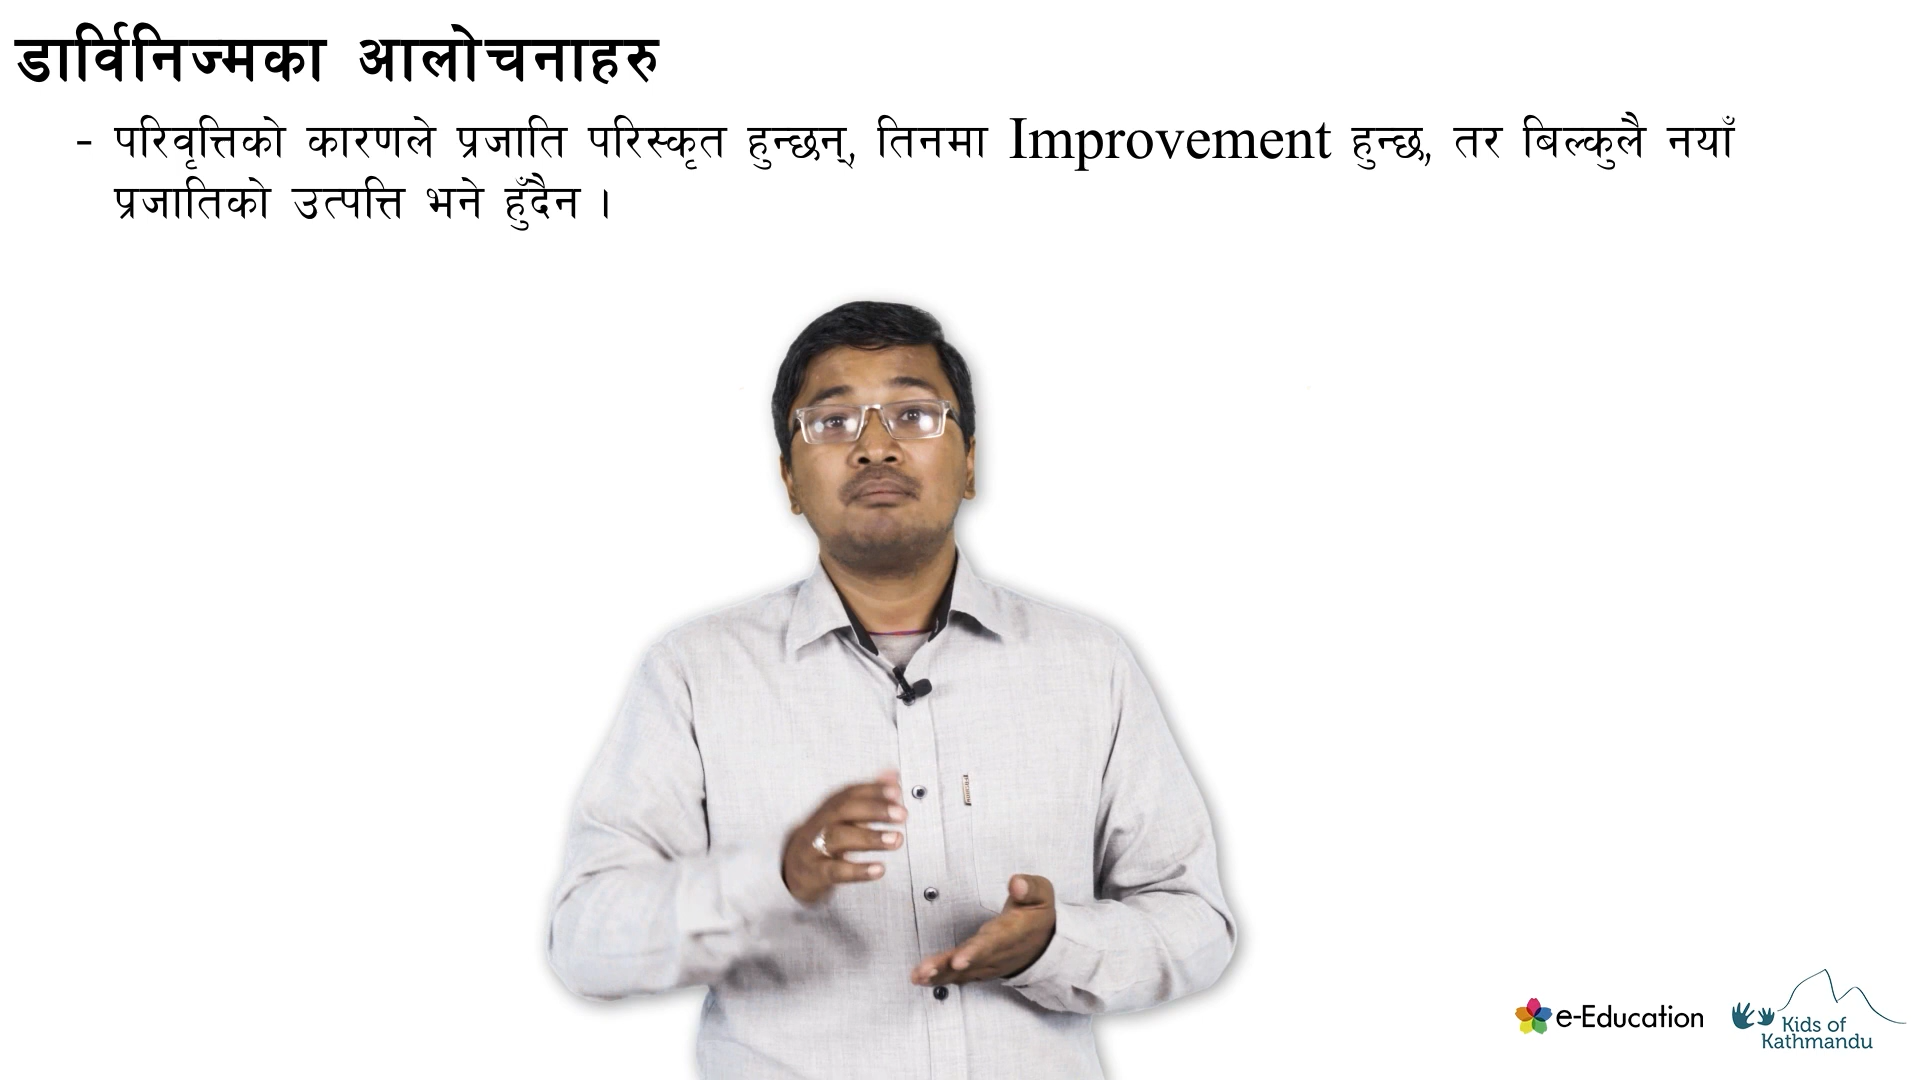 डार्विनिज्मका आलोचनाहरु
- परिवृत्तिको कारणले प्रजाति परिस्कृत हुन्छन्, तिनमा Improvement हुन्छ, तर बिल्कुलै नयाँ
प्रजातिको उत्पत्ति भने हुँदैन ।
e-Education
Kids of
Kathmandu